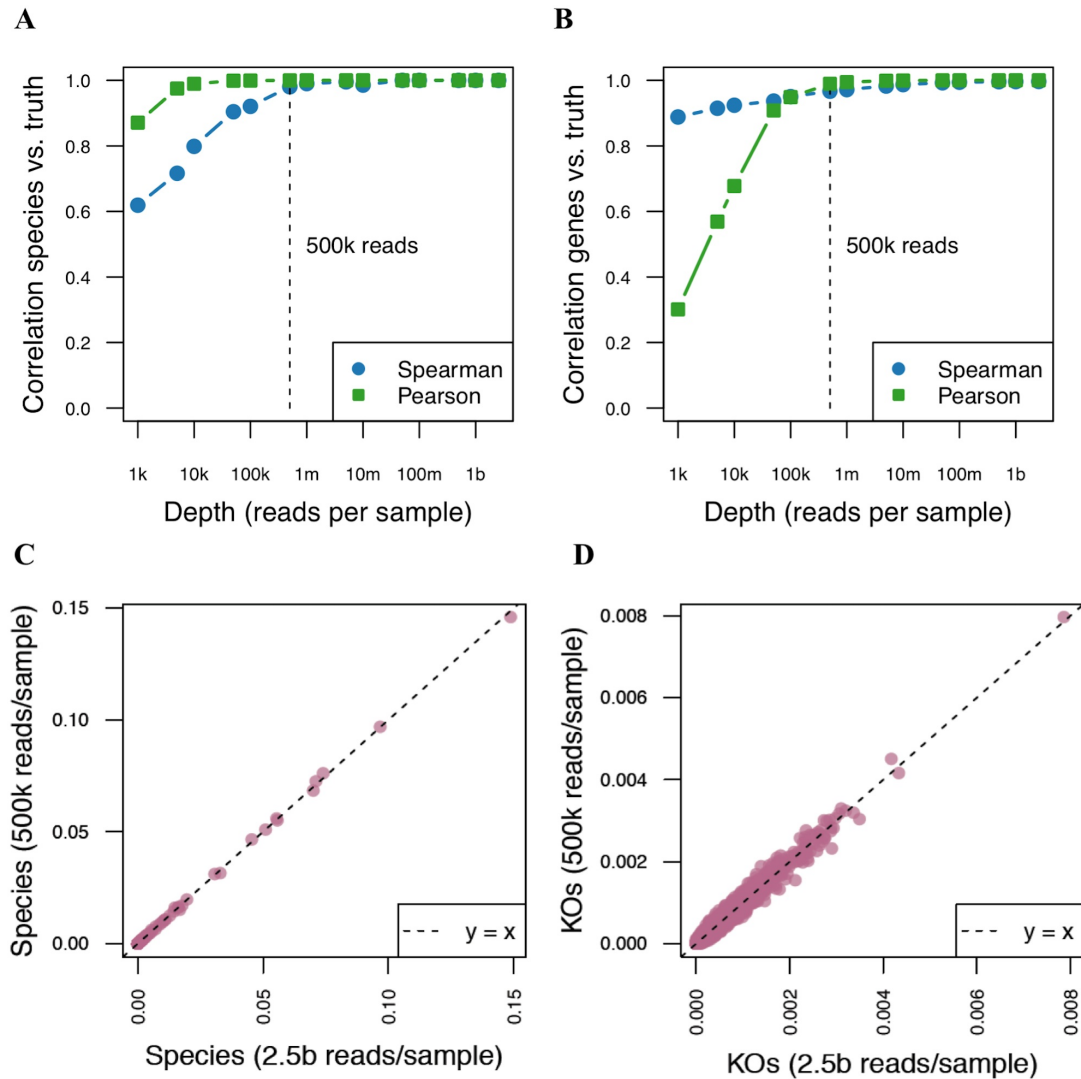 A
Correlation species vs. truth
1.0
0.8
0.6
0.4
0.2
0.0
500k reads
Spearman
Pearson
1k 10k 100k 1m 10m 100m 1b
Depth (reads per sample)
B
Correlation genes vs. truth
1.0
0.8
0.6
0.4
0.2
0.0
500k reads
Spearman
Pearson
1k 10k 100k 1m 10m 100m 1b
Depth (reads per sample)
C
Species (500k reads/sample)
0.15
0.10
0.05
0.00
y = x
0.00 0.05 0.10 0.15
Species (2.5b reads/sample)
D
KOs (500k reads/sample)
0.008
0.006
0.004
0.002
0.000
y = x
0.000 0.002 0.004 0.006 0.008
KOs (2.5b reads/sample)